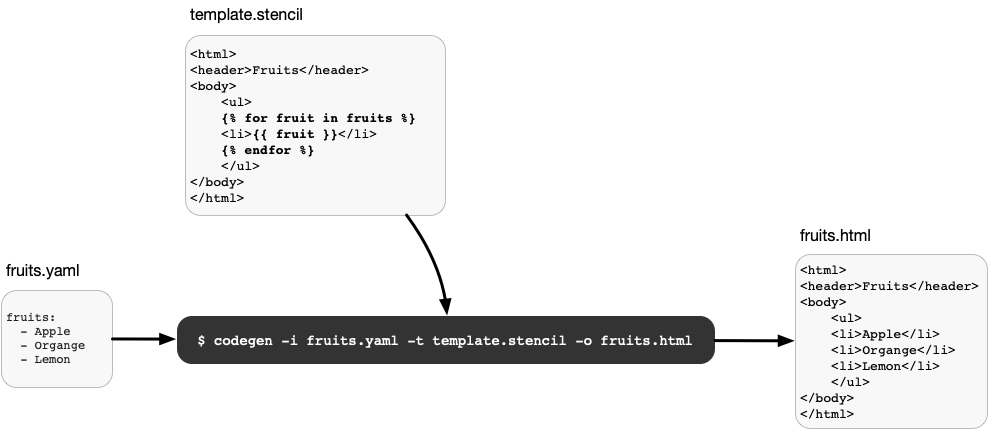 template.stencil
<html>
<header>Fruits</header>
<body>
    <ul>
    {% for fruit in fruits %}
    <li>{{ fruit }}</li>
    {% endfor %}
    </ul>
</body>
</html>
fruits.yaml
fruits:
  - Apple
  - Organge
  - Lemon
$ codegen -i fruits.yaml -t template.stencil -o fruits.html
fruits.html
<html>
<header>Fruits</header>
<body>
    <ul>
    <li>Apple</li>
    <li>Organge</li>
    <li>Lemon</li>
    </ul>
</body>
</html>